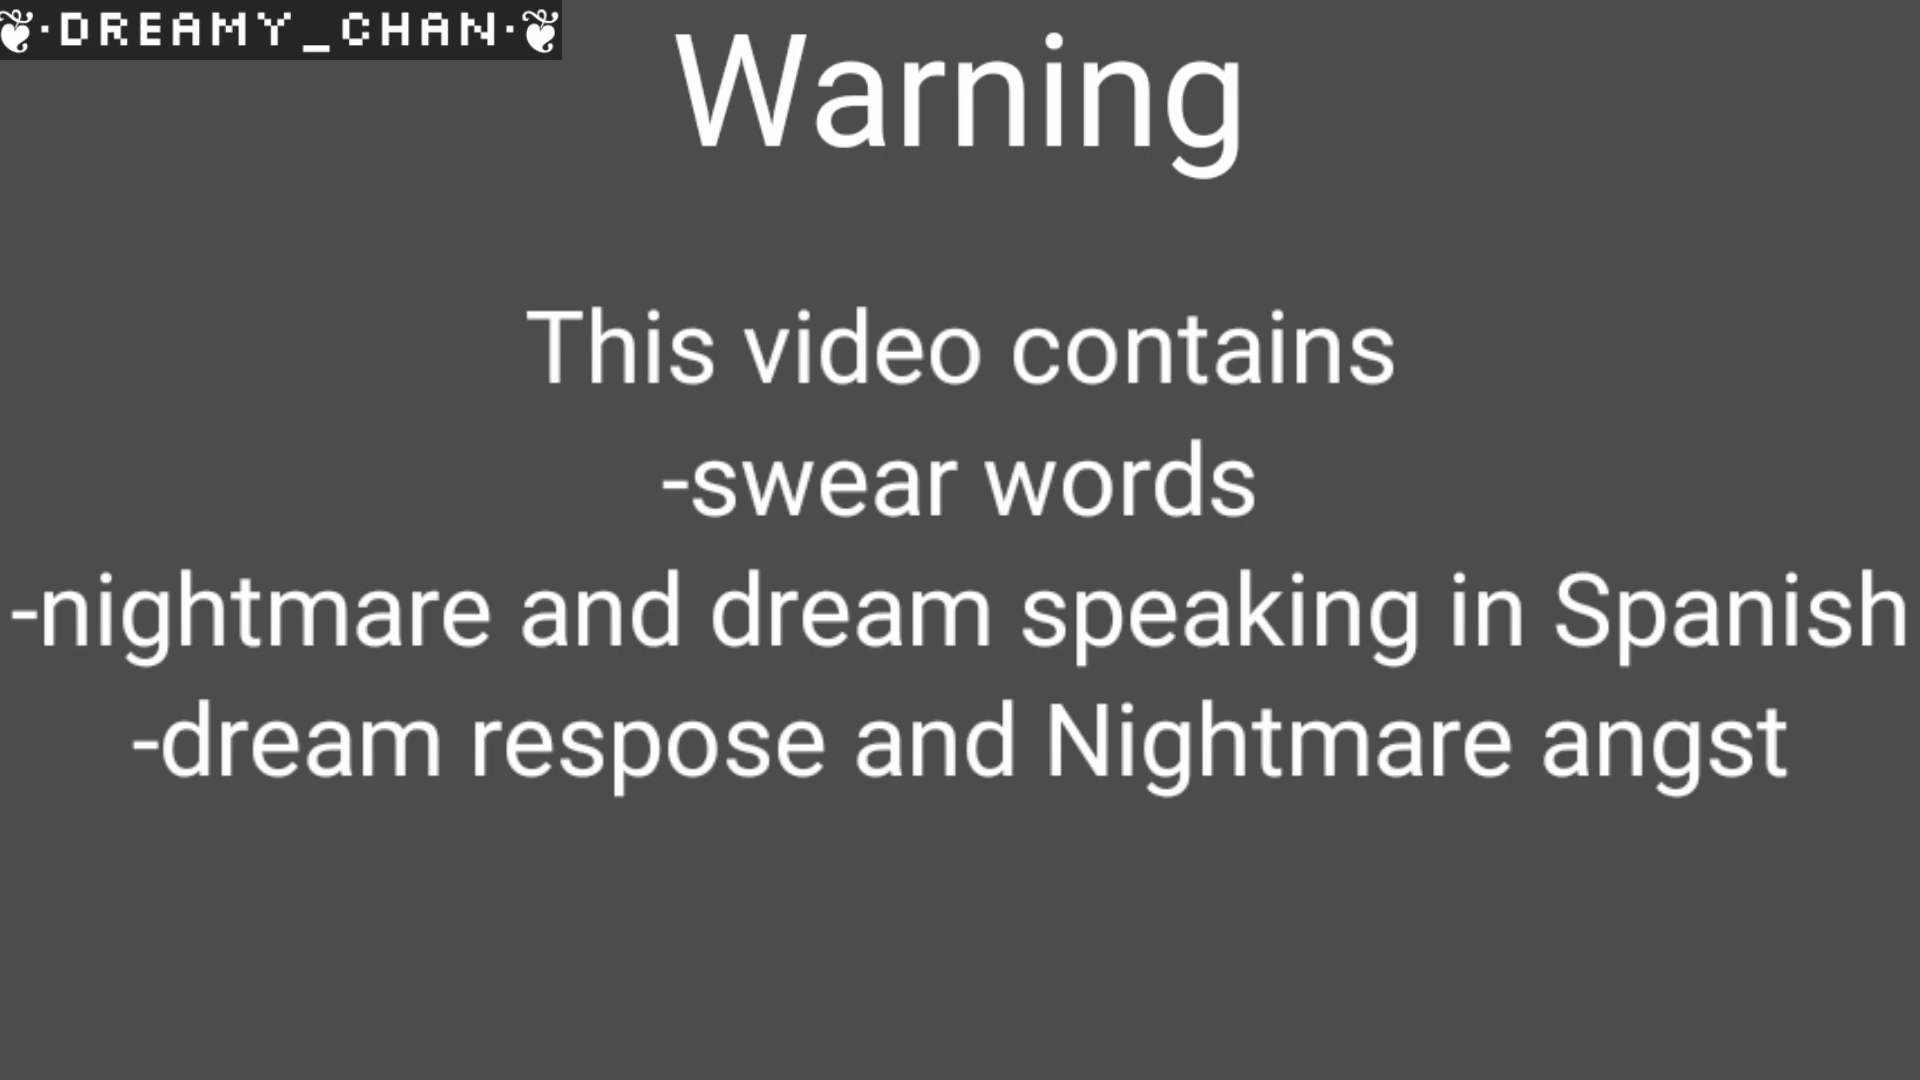 ❦·DREAMY_CHAN·❦
Warning
This video contains
-swear words
-nightmare and dream speaking in Spanish
-dream respose and Nightmare angst